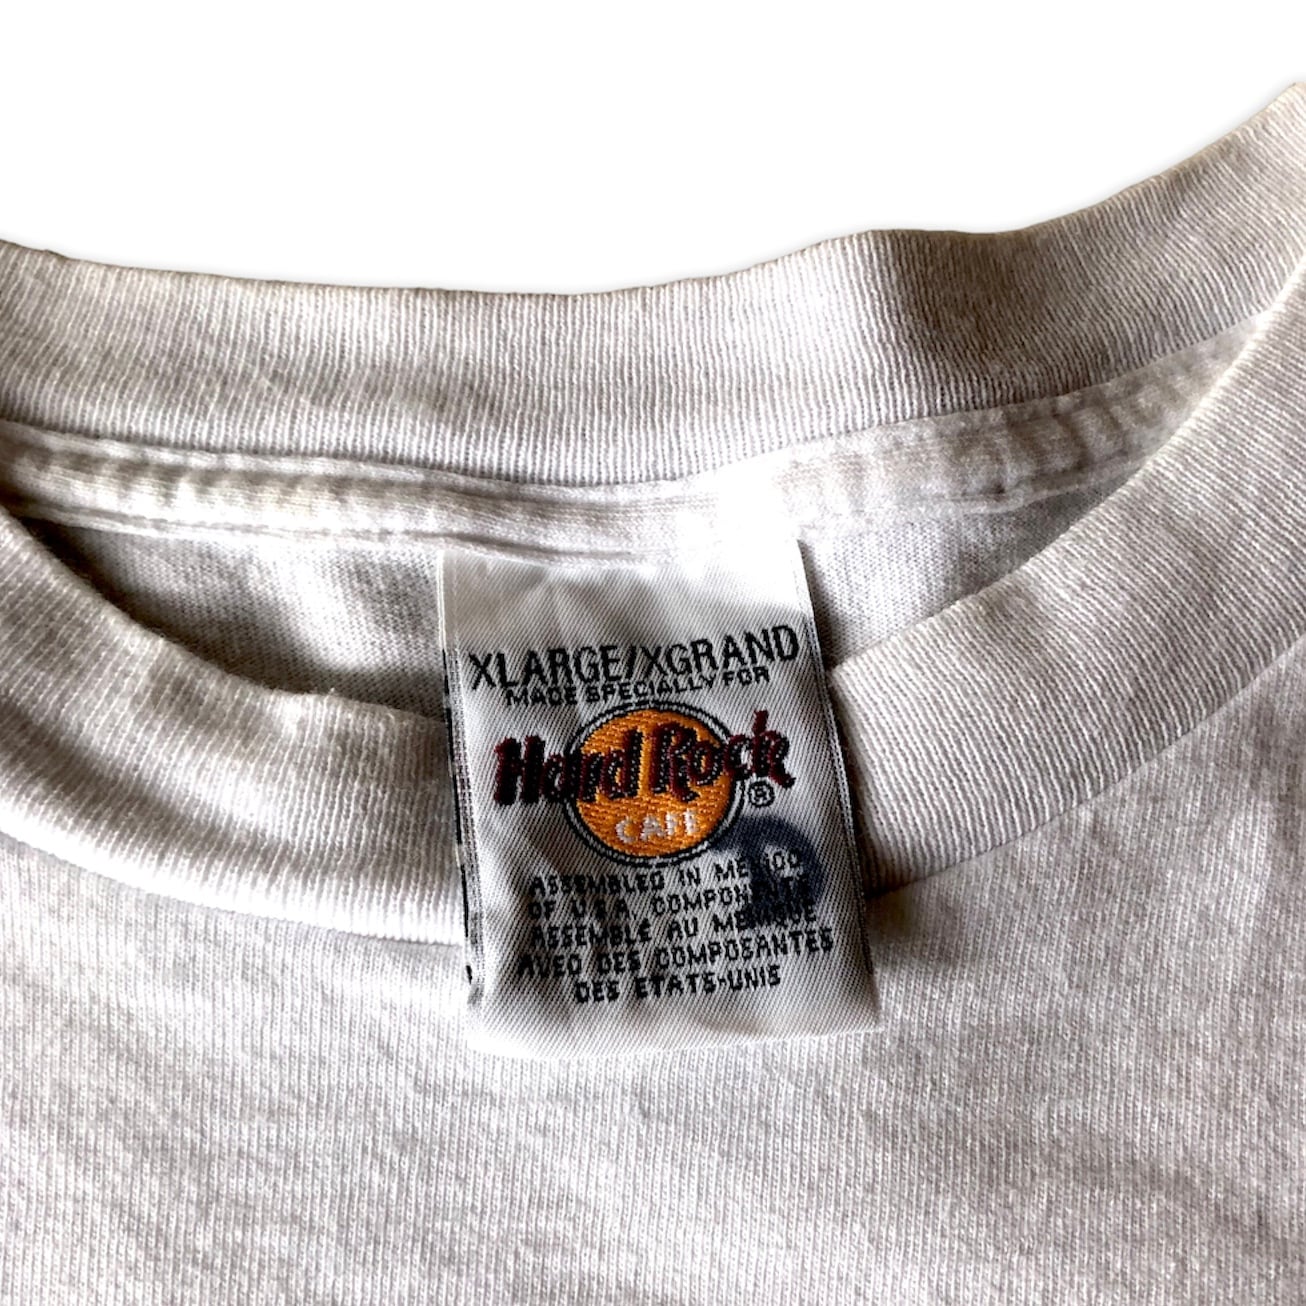 XLARGE/XGRAND
MADE SPECIALLY FOR
Hard Rock
CAFE ®
ASSEMBLED IN MEXICO
OF U.S.A. COMPONENTS
ASSEMBLE AU MEXIQUE
AVEC DES COMPOSANTES
DES ETATS-UNIS